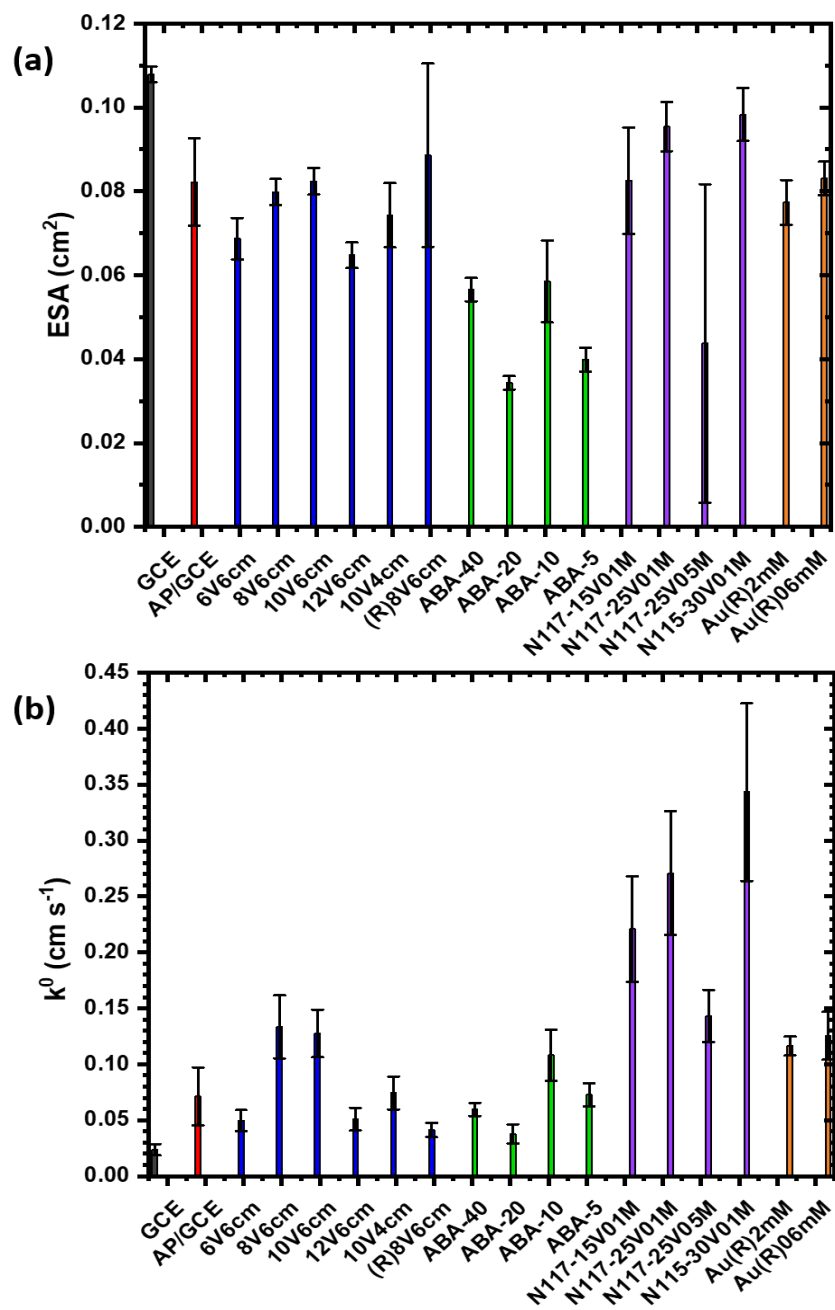 (a)
ESA (cm²)
0.12
0.10
0.08
0.06
0.04
0.02
0.00
GCE
AP/GCE
6V6cm
8V6cm
10V6cm
12V6cm
10V4cm
(R)8V6cm
ABA-40
ABA-20
ABA-10
ABA-5
N117-15V01M
N117-25V01M
N117-25V05M
N115-30V01M
Au(R)2mM
Au(R)06mM
(b)
k⁰ (cm s⁻¹)
0.45
0.40
0.35
0.30
0.25
0.20
0.15
0.10
0.05
0.00
GCE
AP/GCE
6V6cm
8V6cm
10V6cm
12V6cm
10V4cm
(R)8V6cm
ABA-40
ABA-20
ABA-10
ABA-5
N117-15V01M
N117-25V01M
N117-25V05M
N115-30V01M
Au(R)2mM
Au(R)06mM